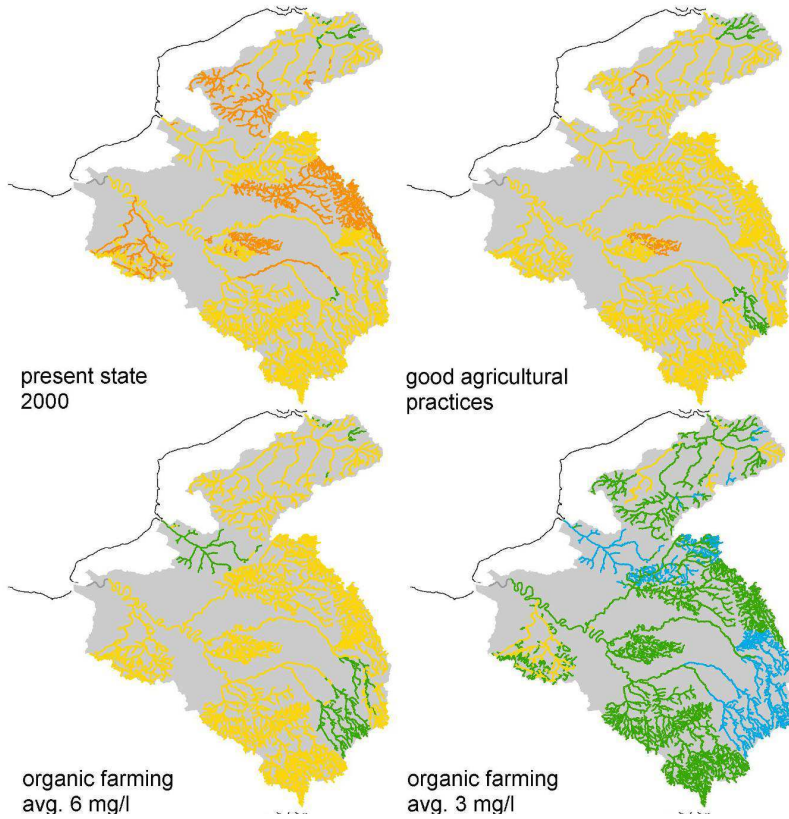 present state
2000
good agricultural
practices
organic farming
avg. 6 mg/l
organic farming
avg. 3 mg/l